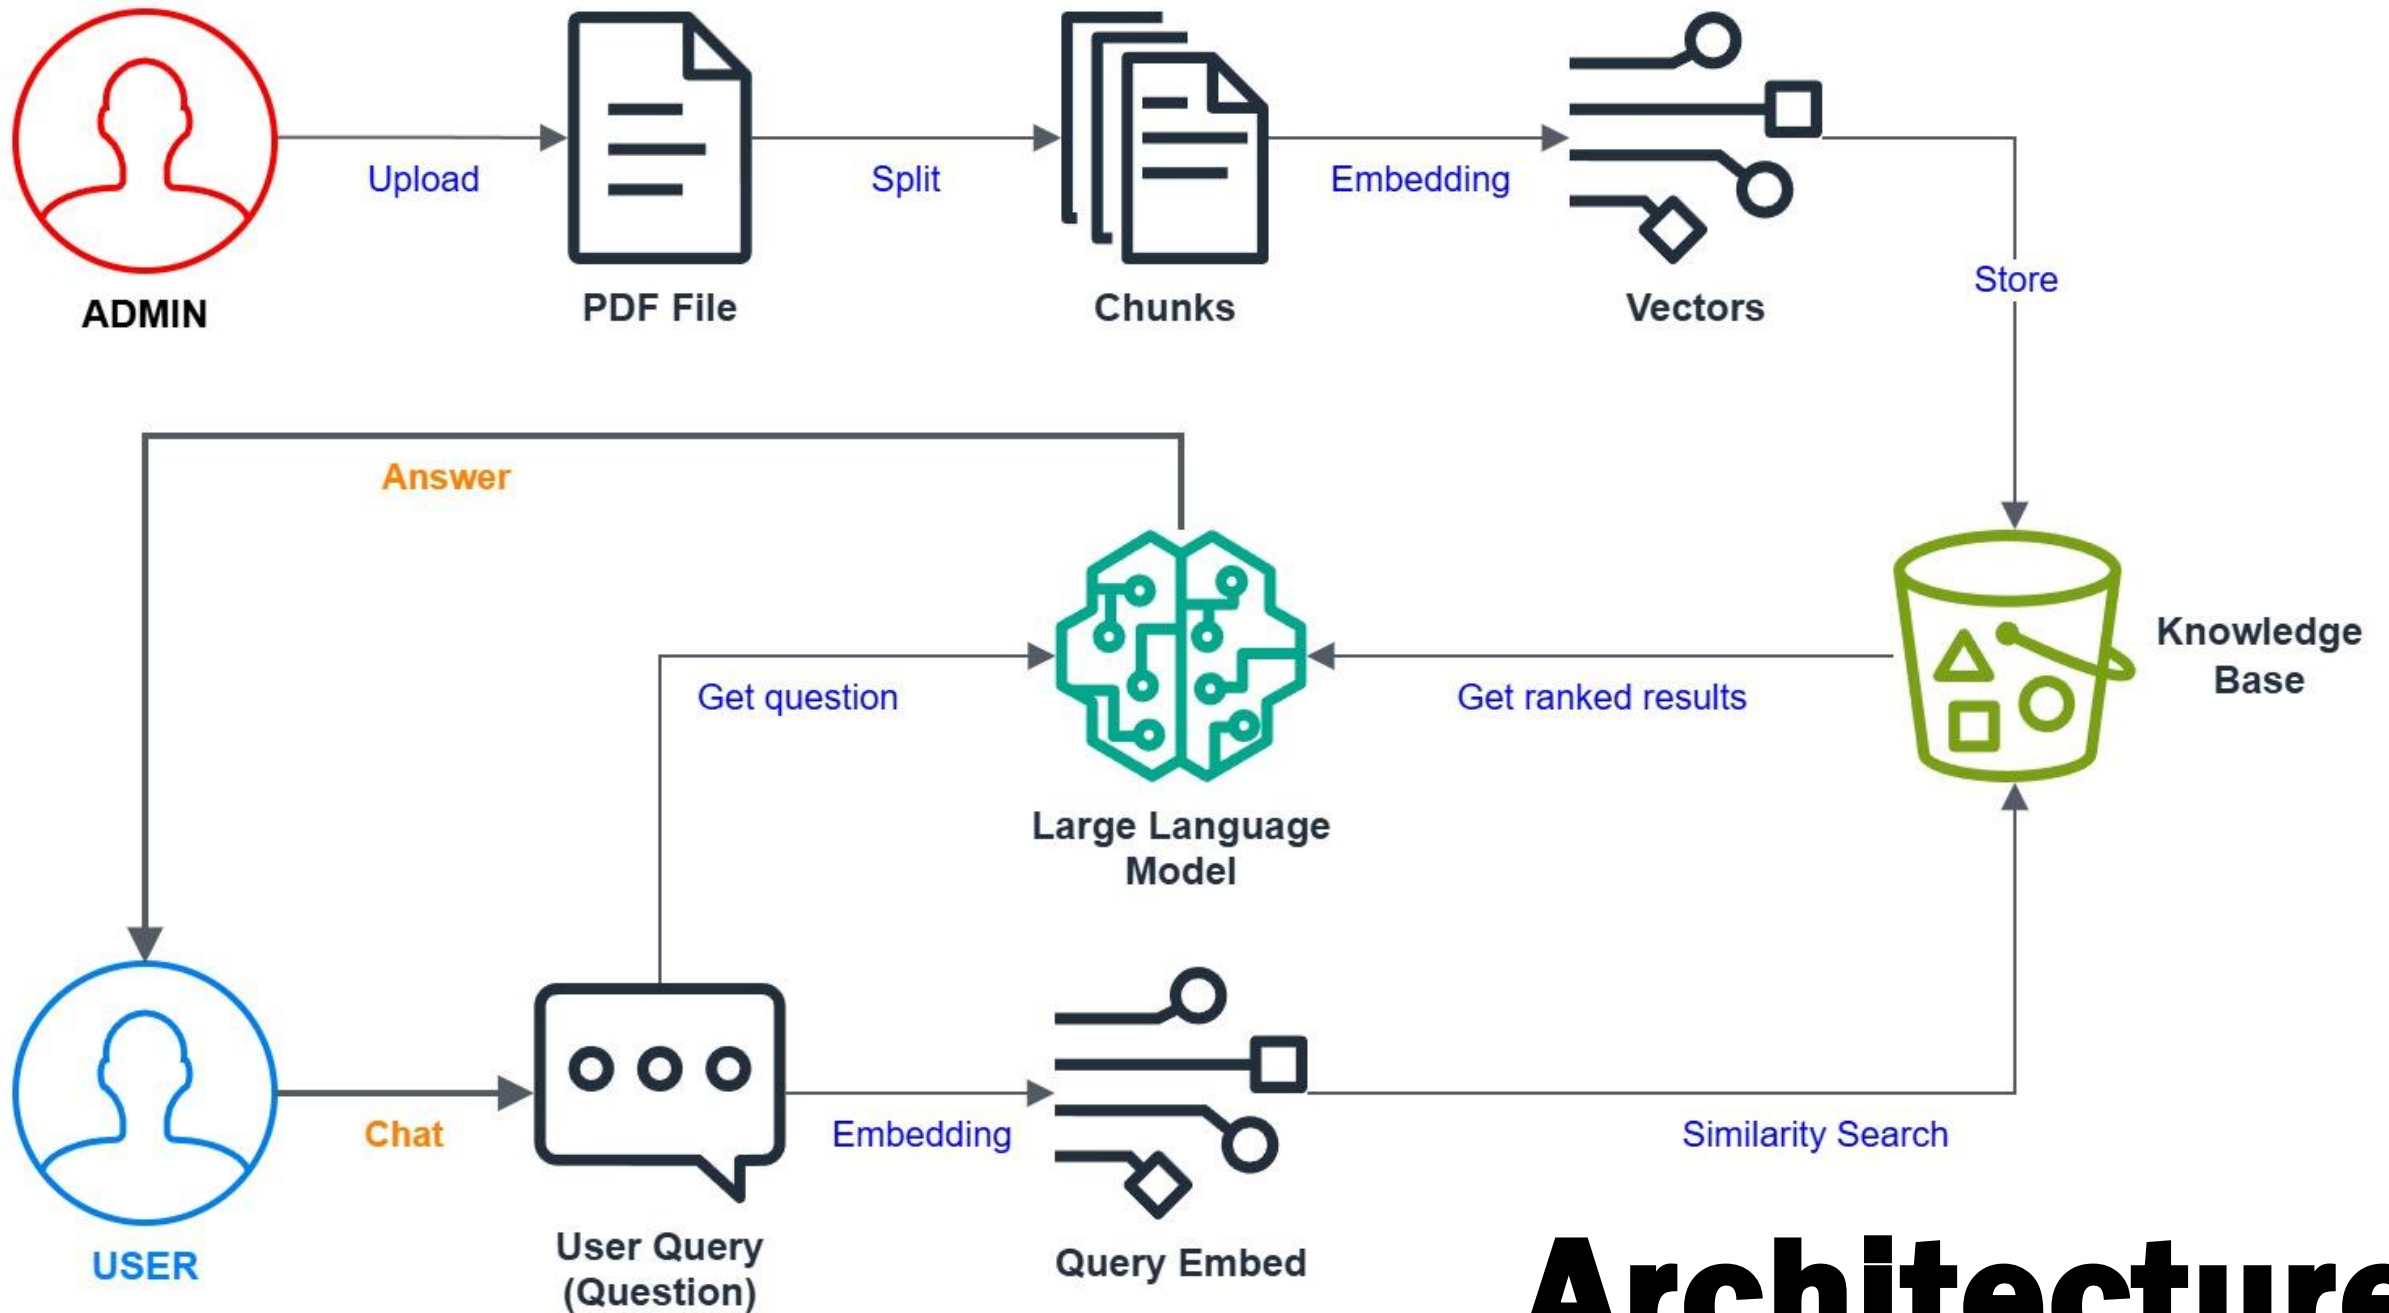 Upload
Split
Embedding
ADMIN
PDF File
Chunks
Vectors
Store
Answer
Knowledge
Base
Get question
Get ranked results
Large Language
Model
Chat
Embedding
Similarity Search
USER
User Query
(Question)
Query Embed
Architecture